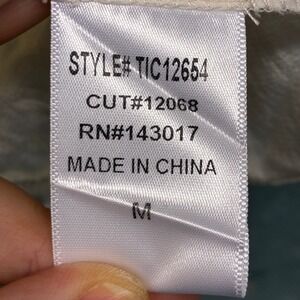 STYLE# TIC12654
CUT#12068
RN#143017
MADE IN CHINA
M